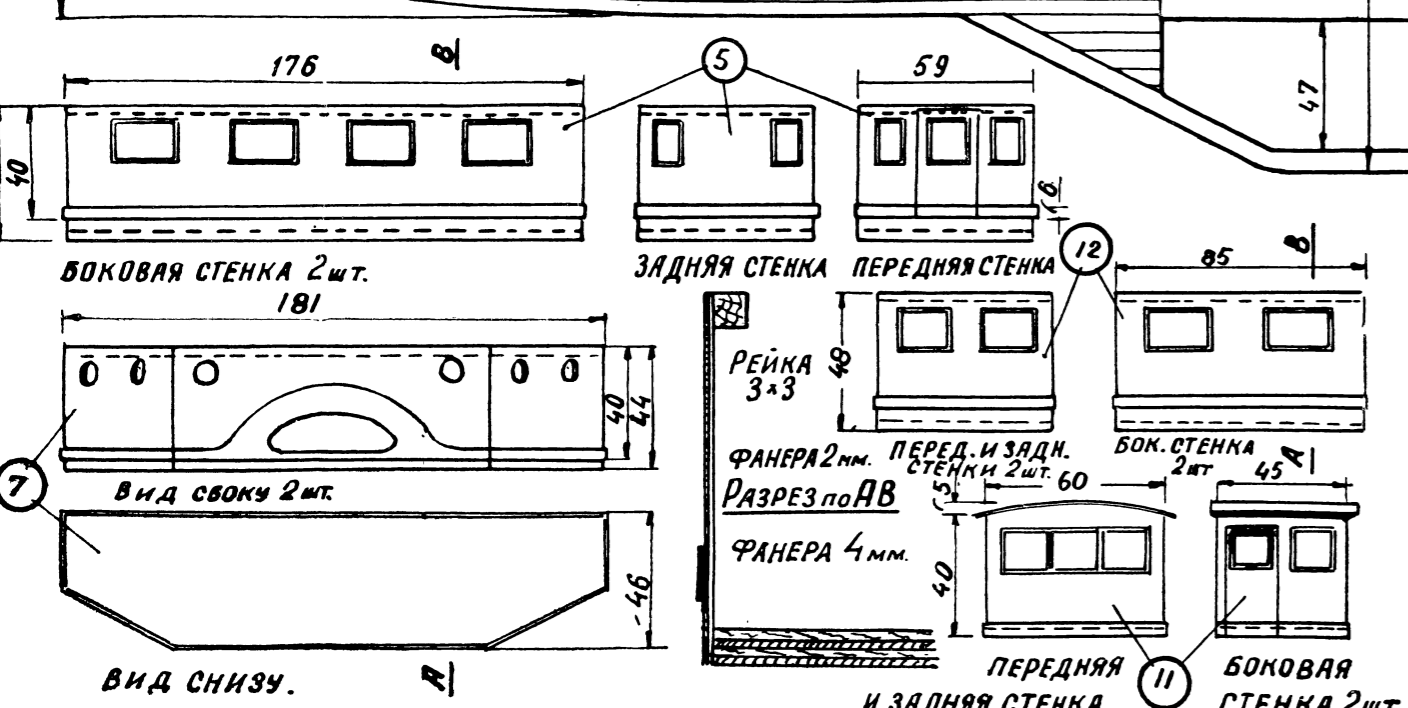 В
176
5
59
47
40
6
БОКОВАЯ СТЕНКА 2шт.
ЗАДНЯЯ СТЕНКА
ПЕРЕДНЯЯ СТЕНКА
12
85
В
181
РЕЙКА
3×3
48
40
44
7
ВИД СБОКУ 2шт.
ФАНЕРА 2мм.
ПЕРЕД. И ЗАДН.
СТЕНКИ 2шт.
БОК. СТЕНКА
2шт
А
РАЗРЕЗ по АВ
5
60
45
ФАНЕРА 4мм.
40
46
ВИД СНИЗУ.
А
ПЕРЕДНЯЯ
И ЗАДНЯЯ СТЕНКА
11
БОКОВАЯ
СТЕНКА 2шт